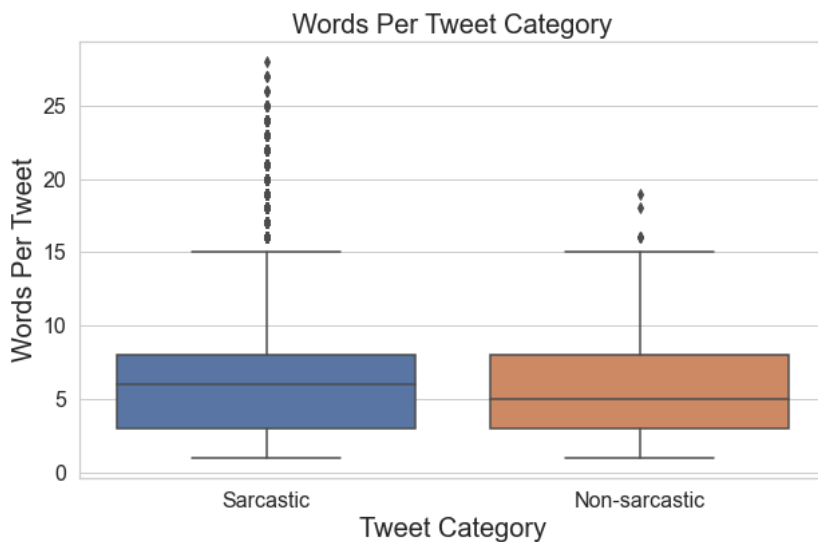 Words Per Tweet Category
25
20
15
10
5
0
Words Per Tweet
Sarcastic
Non-sarcastic
Tweet Category